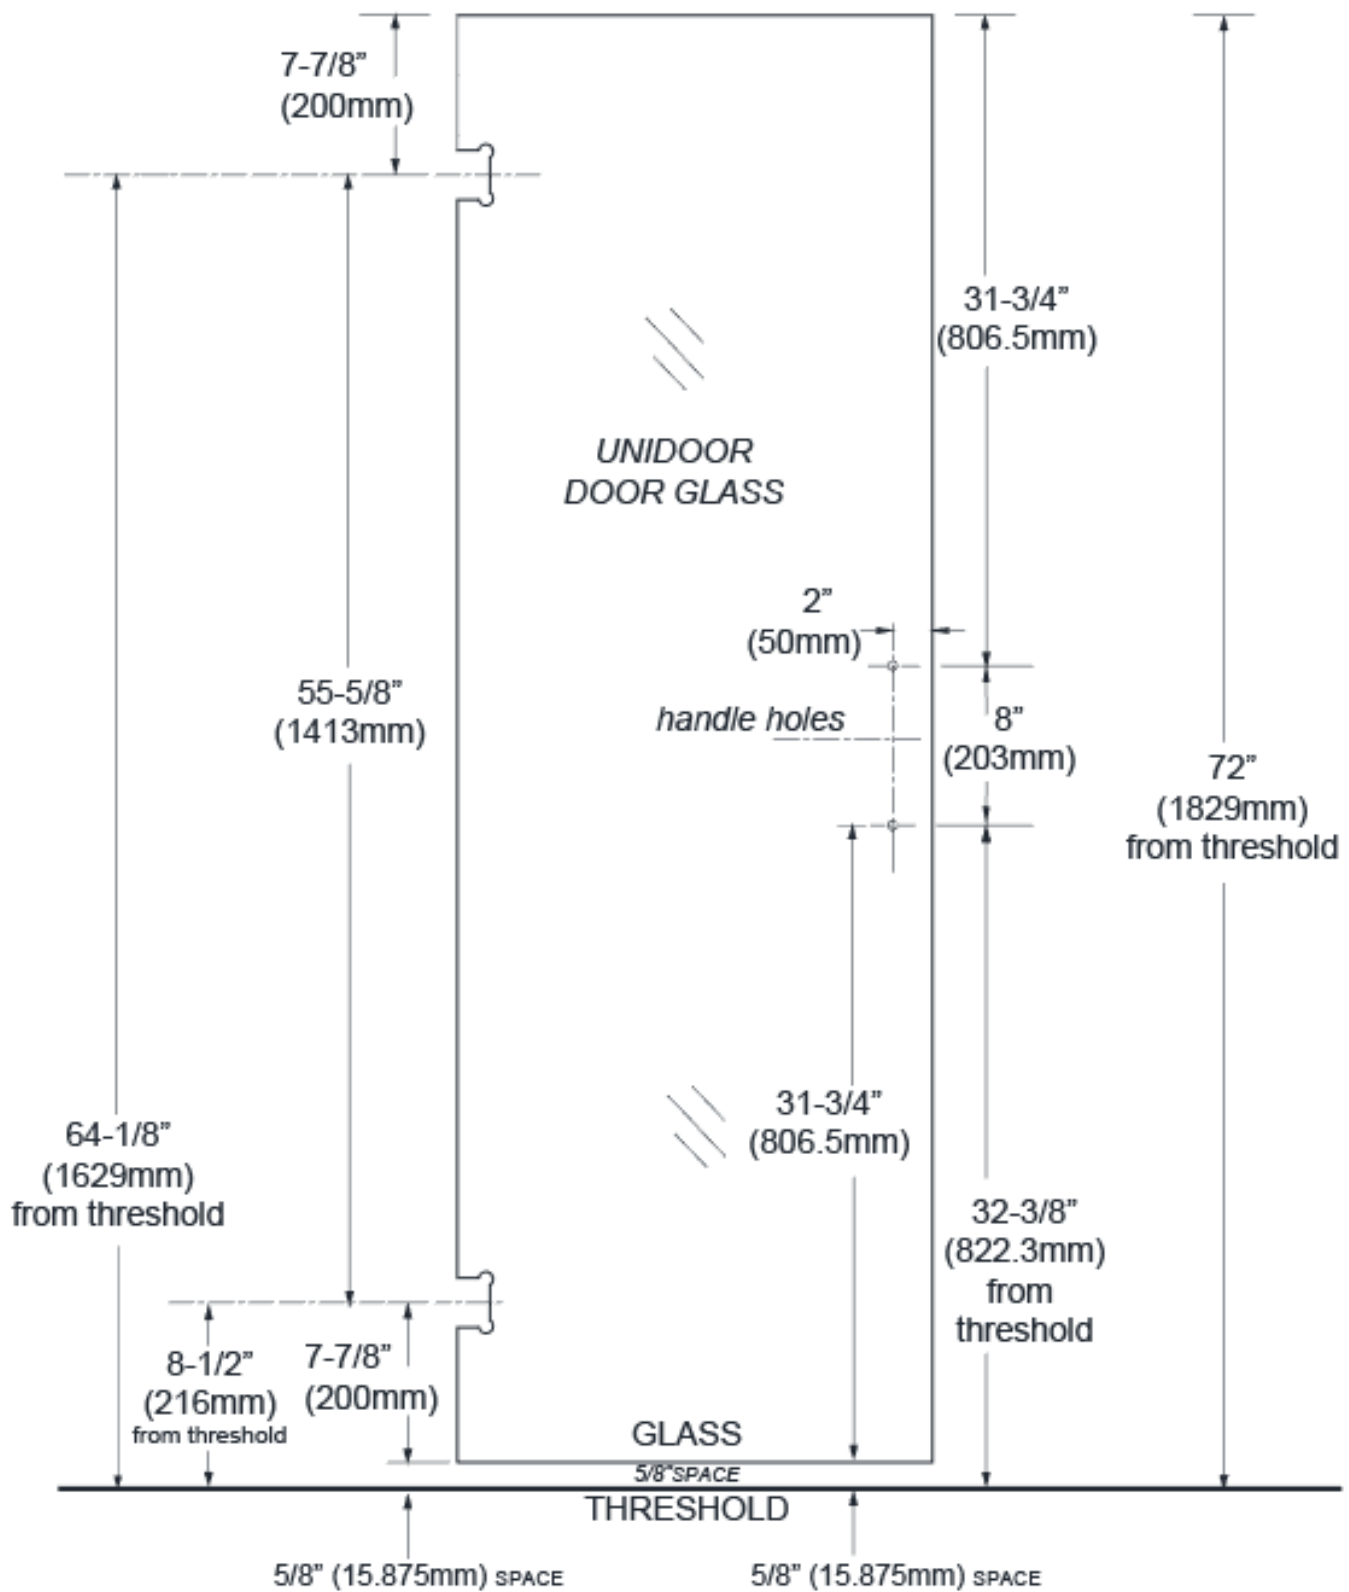 7-7/8”
(200mm)
31-3/4”
(806.5mm)
UNIDOOR
DOOR GLASS
2”
(50mm)
55-5/8”
(1413mm)
handle holes
8”
(203mm)
72”
(1829mm)
from threshold
31-3/4”
(806.5mm)
64-1/8”
(1629mm)
from threshold
32-3/8”
(822.3mm)
from
threshold
8-1/2”
(216mm)
from threshold
7-7/8”
(200mm)
GLASS
5/8"SPACE
THRESHOLD
5/8” (15.875mm) SPACE
5/8” (15.875mm) SPACE